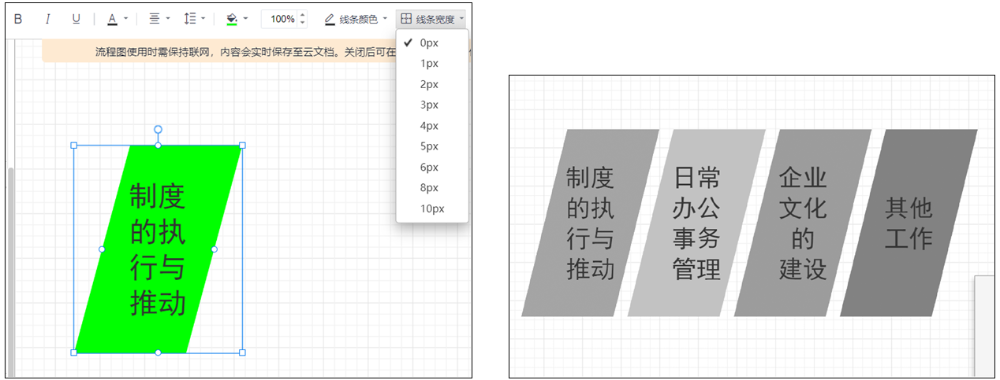 B I U A 100% 线条颜色 线条宽度
流程图使用时需保持联网，内容会实时保存至云文档。关闭后可在
0px
1px
2px
3px
4px
5px
6px
8px
10px
制度
的执
行与
推动
制度
的执
行与
推动
日常
办公
事务
管理
企业
文化
的
建设
其他
工作